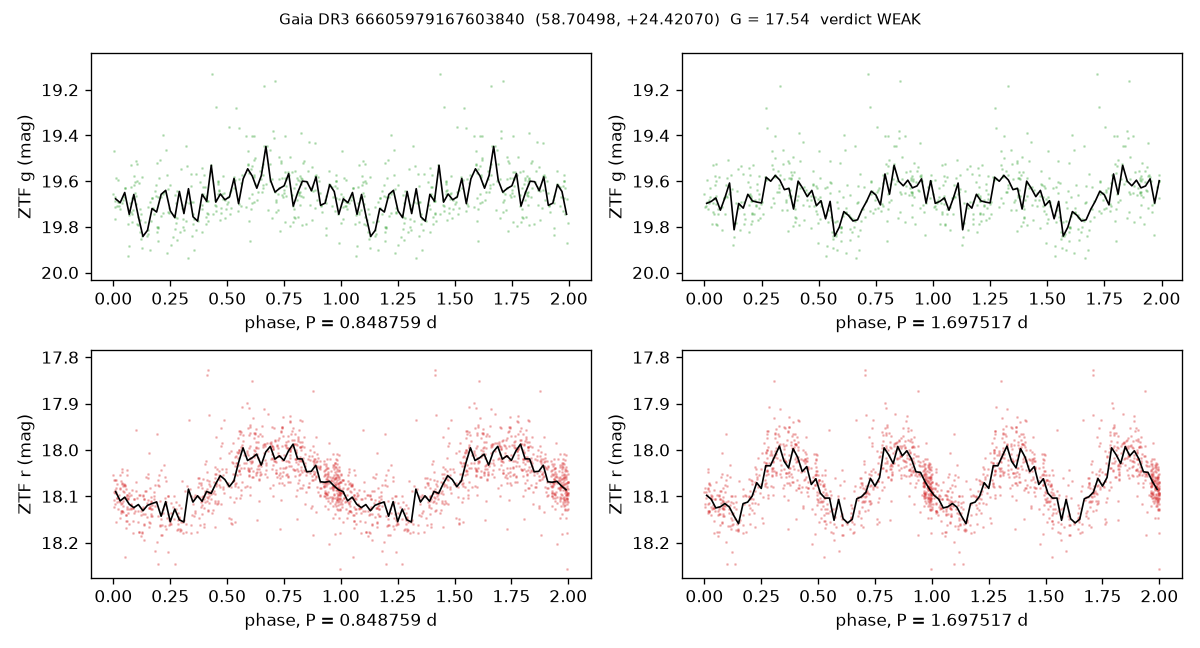 Gaia DR3 66605979167603840  (58.70498, +24.42070)  G = 17.54  verdict WEAK
ZTF g (mag)
19.2
19.4
19.6
19.8
20.0
0.00 0.25 0.50 0.75 1.00 1.25 1.50 1.75 2.00
phase, P = 0.848759 d
ZTF g (mag)
19.2
19.4
19.6
19.8
20.0
0.00 0.25 0.50 0.75 1.00 1.25 1.50 1.75 2.00
phase, P = 1.697517 d
ZTF r (mag)
17.8
17.9
18.0
18.1
18.2
0.00 0.25 0.50 0.75 1.00 1.25 1.50 1.75 2.00
phase, P = 0.848759 d
ZTF r (mag)
17.8
17.9
18.0
18.1
18.2
0.00 0.25 0.50 0.75 1.00 1.25 1.50 1.75 2.00
phase, P = 1.697517 d